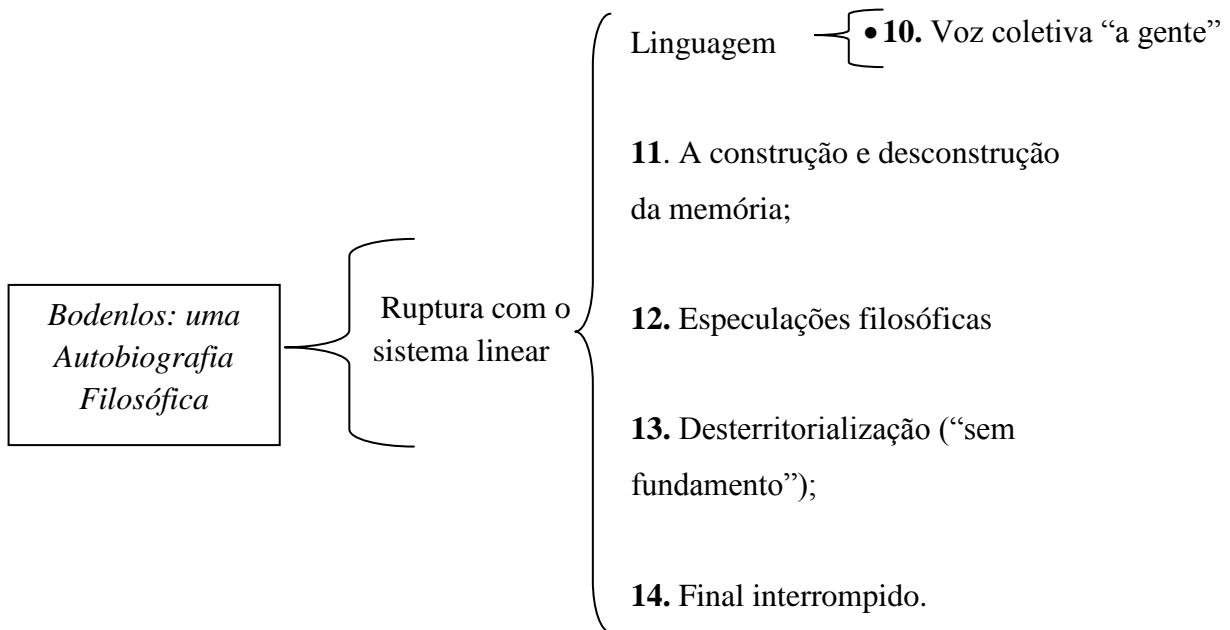 Bodenlos: uma
Autobiografia
Filosófica
Ruptura com o
sistema linear
Linguagem
• 10. Voz coletiva “a gente”
11. A construção e desconstrução
da memória;
12. Especulações filosóficas
13. Desterritorialização (“sem
fundamento”);
14. Final interrompido.